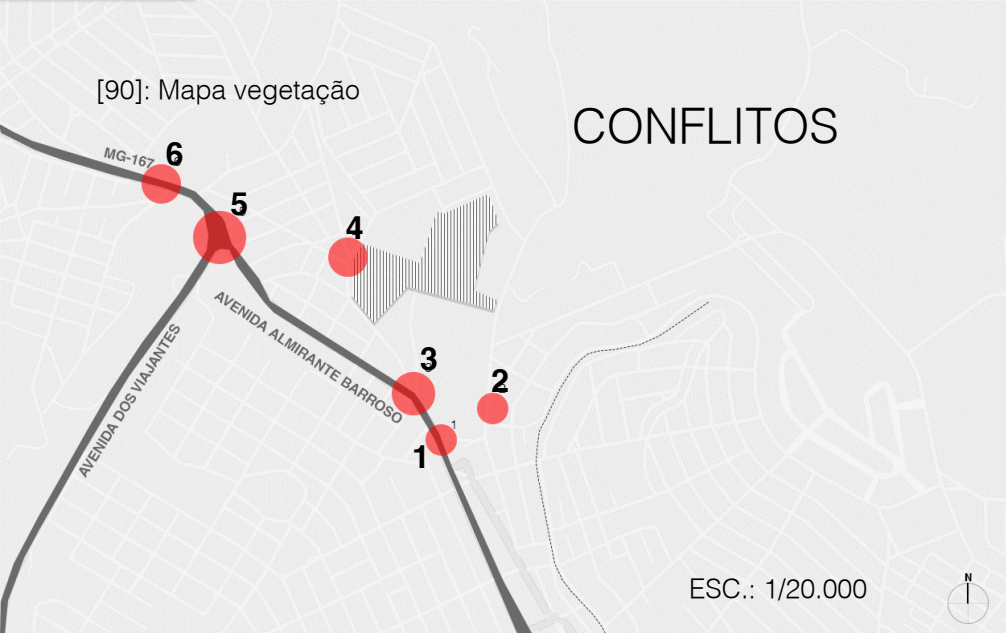 [90]: Mapa vegetação
CONFLITOS
MG-167
6
5
4
AVENIDA ALMIRANTE BARROSO
AVENIDA DOS VIAJANTES
3
2
1
1
ESC.: 1/20.000
N